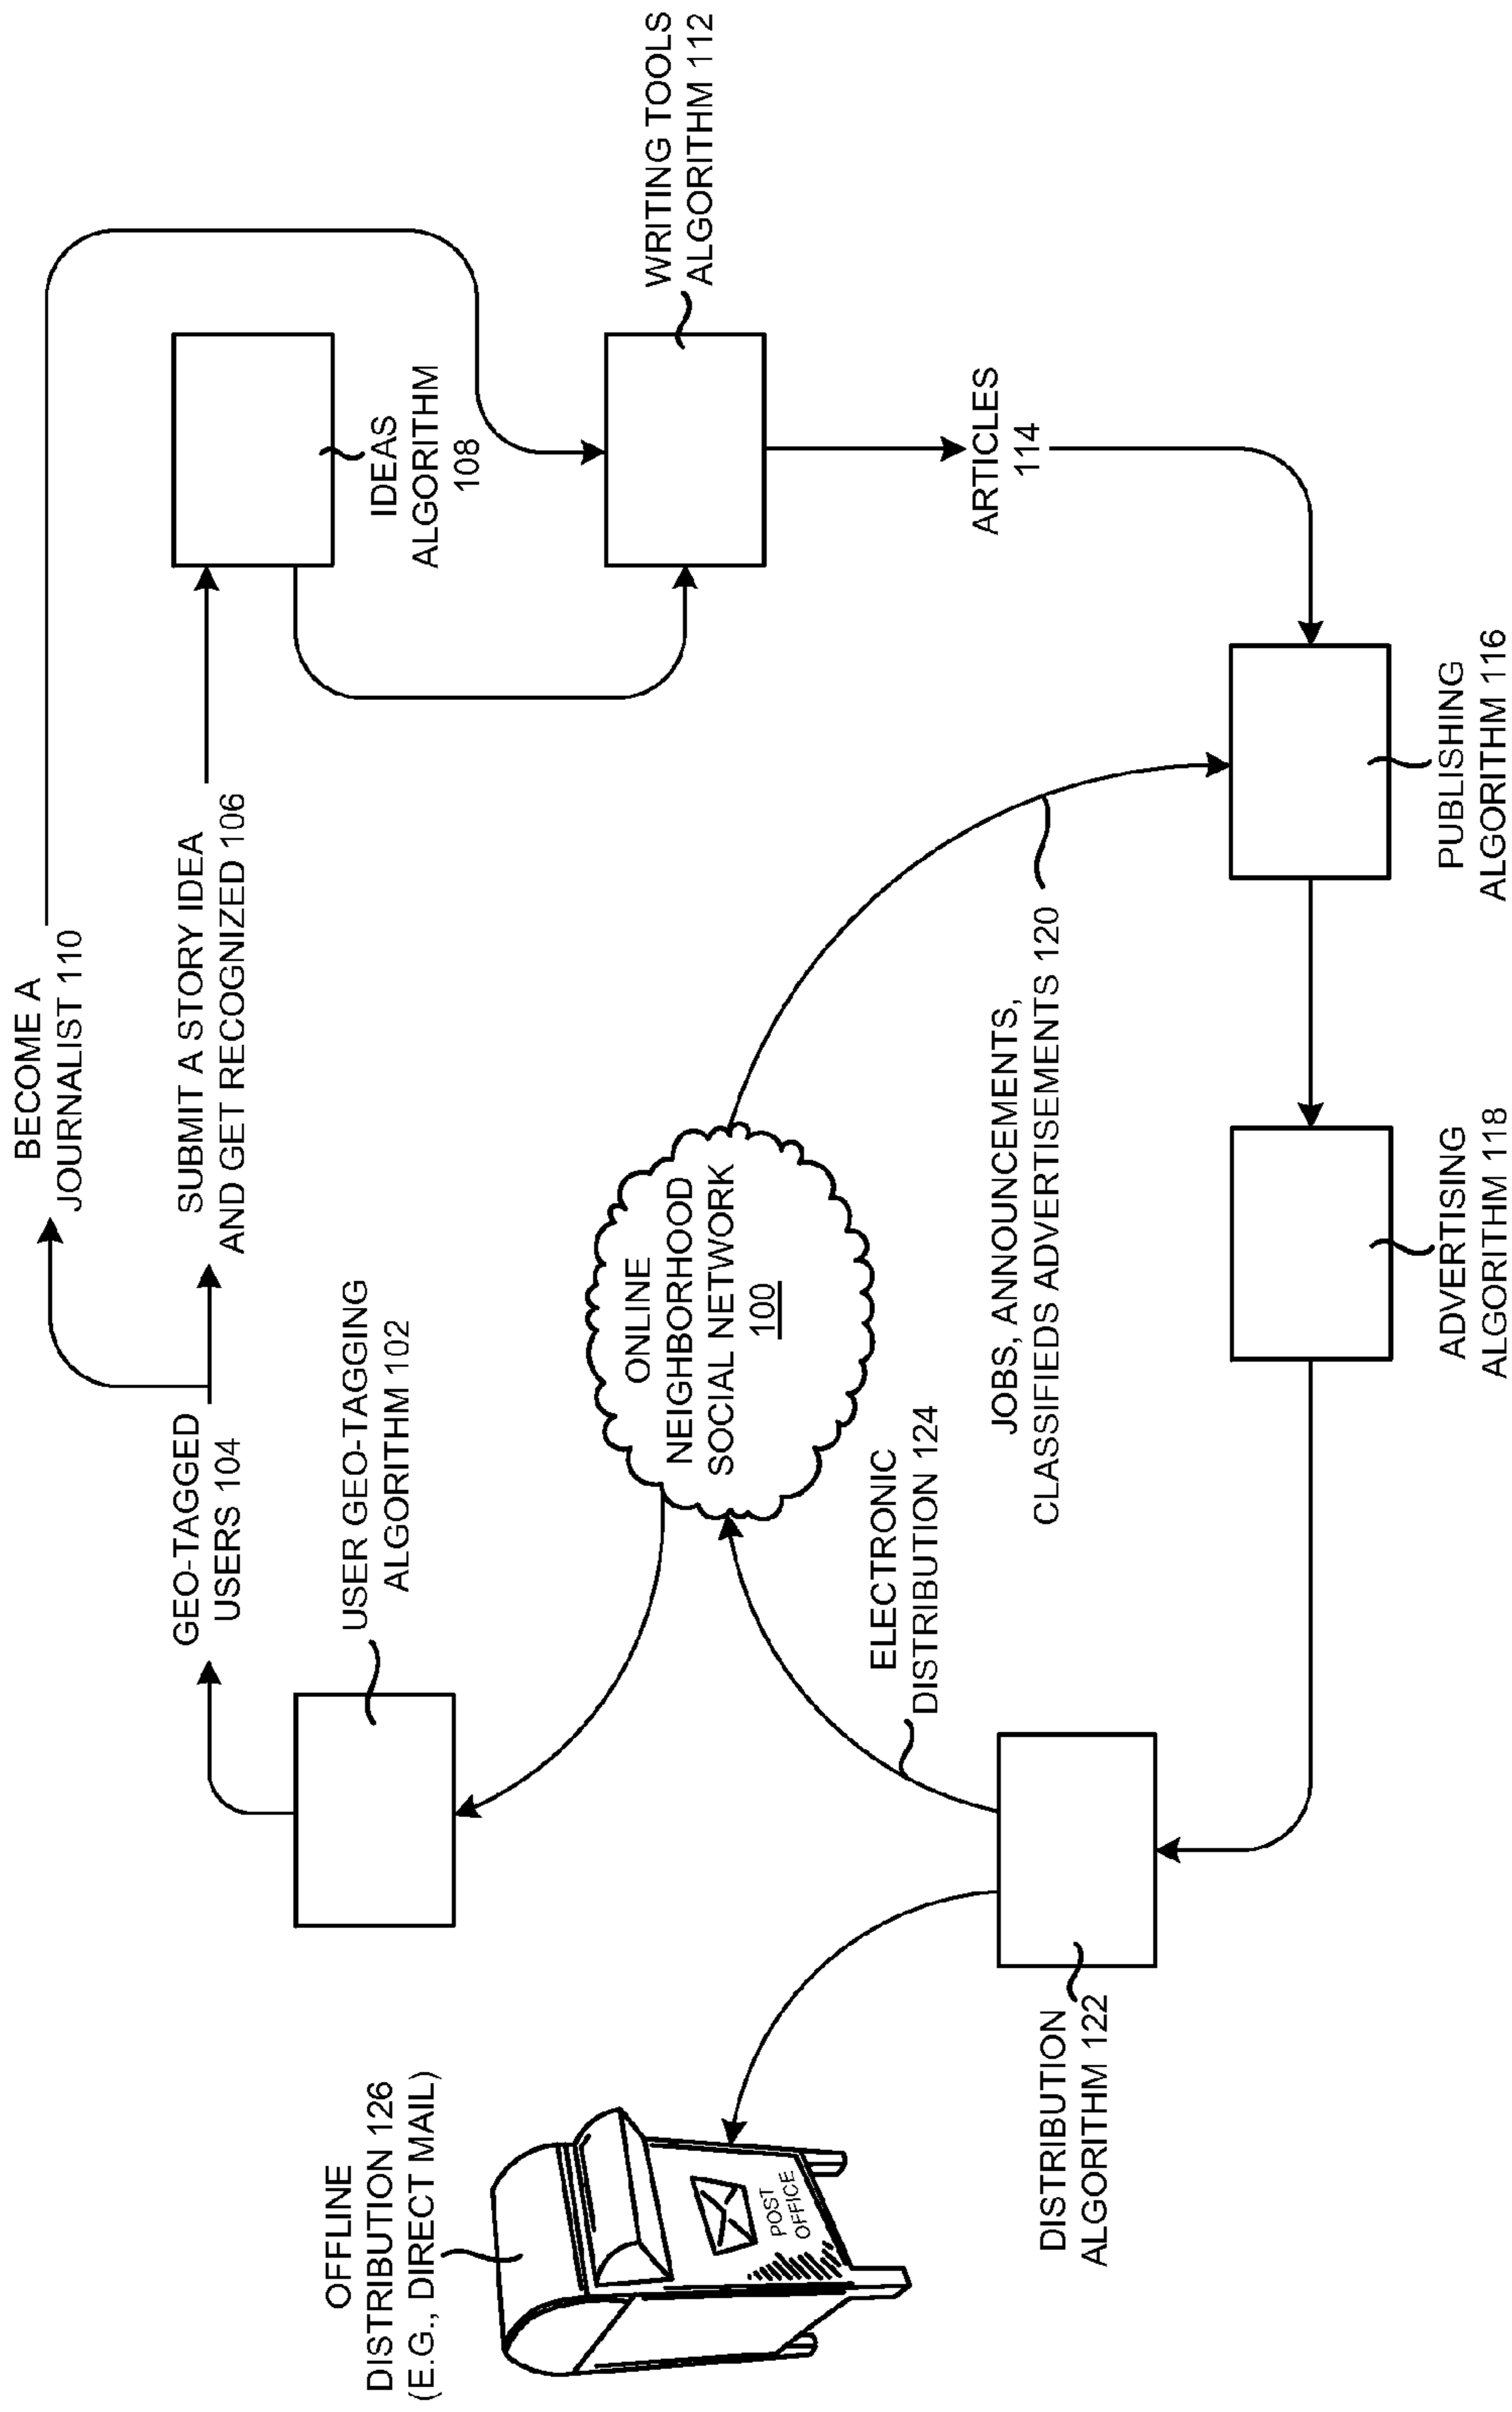 BECOME A
JOURNALIST 110
GEO-TAGGED
USERS 104
SUBMIT A STORY IDEA
AND GET RECOGNIZED 106
OFFLINE
DISTRIBUTION 126
(E.G., DIRECT MAIL)
USER GEO-TAGGING
ALGORITHM 102
IDEAS
ALGORITHM
108
POST
OFFICE
ONLINE
NEIGHBORHOOD
SOCIAL NETWORK
100
WRITING TOOLS
ALGORITHM 112
ELECTRONIC
DISTRIBUTION 124
ARTICLES
114
DISTRIBUTION
ALGORITHM 122
JOBS, ANNOUNCEMENTS,
CLASSIFIEDS ADVERTISEMENTS 120
ADVERTISING
ALGORITHM 118
PUBLISHING
ALGORITHM 116